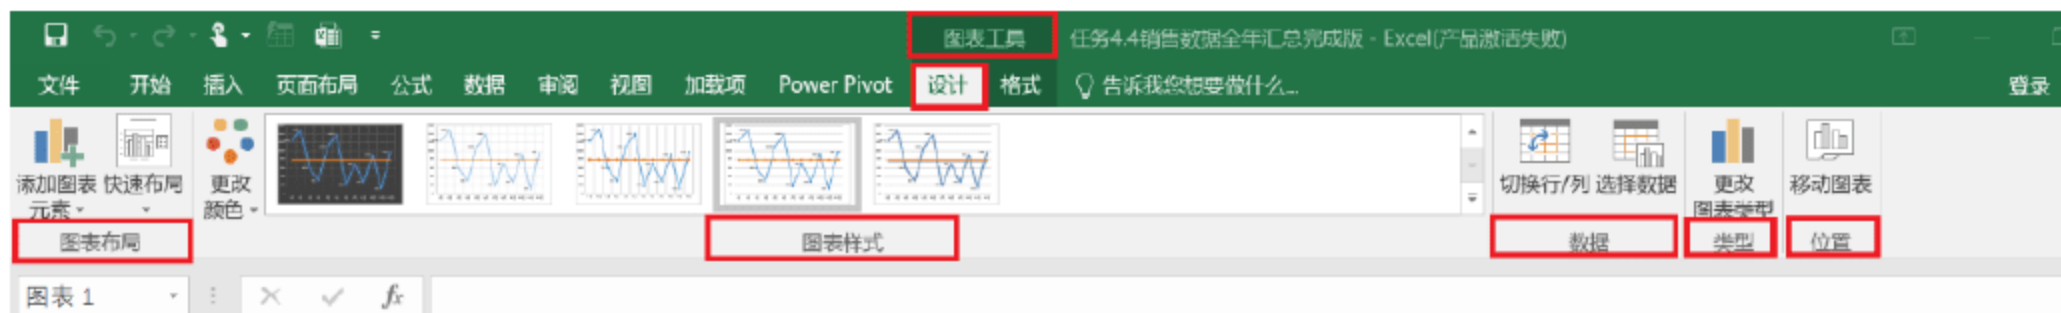 图表工具 任务4.4销售数据全年汇总完成版 - Excel(产品激活失败)
文件 开始 插入 页面布局 公式 数据 审阅 视图 加载项 Power Pivot 设计 格式 告诉我您想要做什么... 登录
添加图表 快速布局 更改 切换行/列 选择数据 更改 移动图表
元素 颜色 图表类型
图表布局 图表样式 数据 类型 位置
图表 1 fx